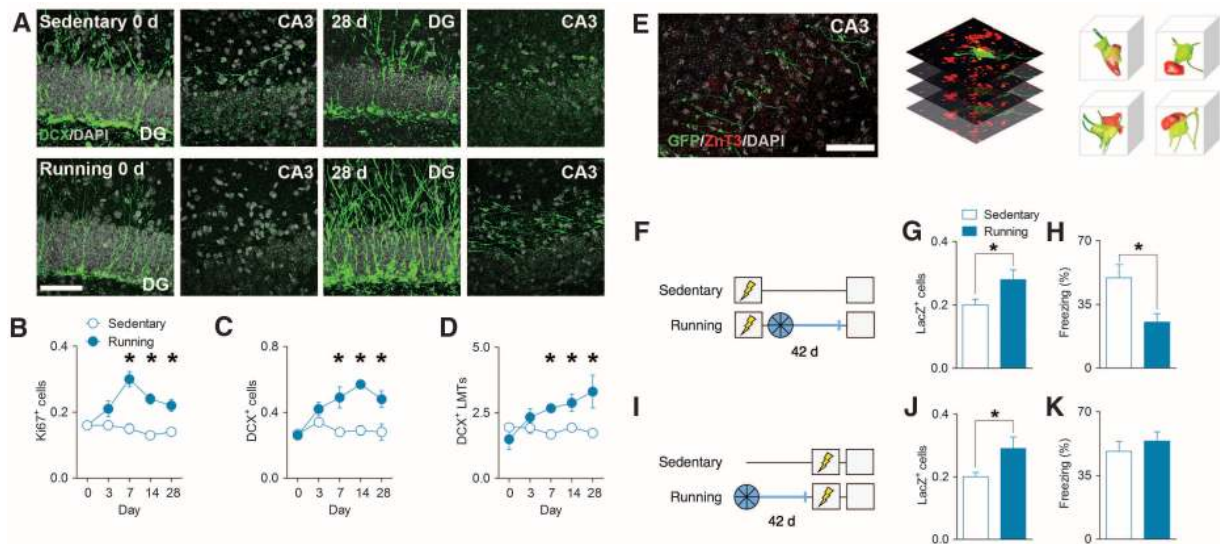 A
Sedentary 0 d
CA3
28 d
DG
CA3
DCX/DAPI
DG
Running 0 d
CA3
28 d
DG
CA3
DG
B
Sedentary
Running
Ki67+ cells
0.4
0.2
0.0
* * *
0 3 7 14 28
Day
C
DCX+ cells
0.8
0.4
0.0
* * *
0 3 7 14 28
Day
D
DCX+ LMTs
5.0
2.5
0.0
* * *
0 3 7 14 28
Day
E
CA3
GFP/ZnT3/DAPI
F
Sedentary
Running
42 d
Sedentary
Running
G
LacZ+ cells
0.4
0.2
0.0
*
H
Freezing (%)
70
35
0
*
I
Sedentary
Running
42 d
J
LacZ+ cells
0.4
0.2
0.0
*
K
Freezing (%)
70
35
0